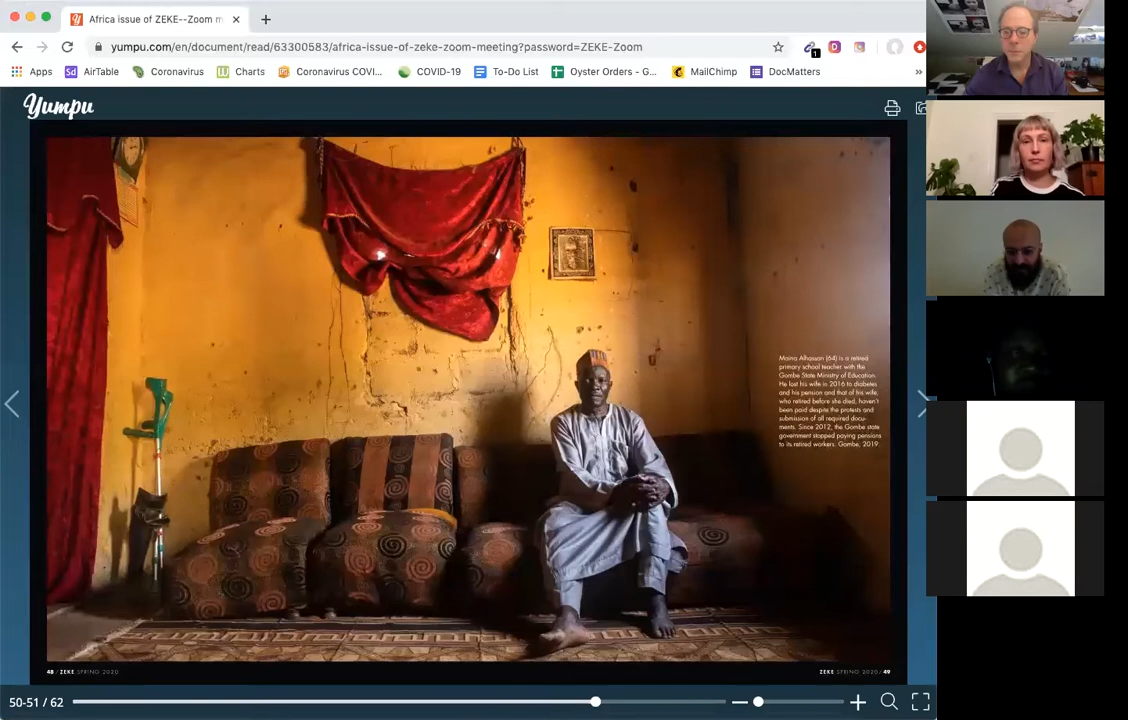 Africa issue of ZEKE--Zoom m
yumpu.com/en/document/read/63300583/africa-issue-of-zeke-zoom-meeting?password=ZEKE-Zoom
Apps
Sd AirTable
Coronavirus
Charts
Coronavirus COVI...
COVID-19
To-Do List
Oyster Orders - G...
MailChimp
DocMatters
»
Yumpu
Maina Alhassan (64) is a retired
primary school teacher with the
Gombe State Ministry of Education.
He lost his wife in 2016 to diabetes
and his pension and that of his wife,
who retired before she died, haven't
been paid despite the protests and
submission of all required docu-
ments. Since 2012, the Gombe state
government stopped paying pensions
to its retired workers. Gombe, 2019.
48 / ZEKE SPRING 2020
ZEKE SPRING 2020 / 49
50-51 / 62